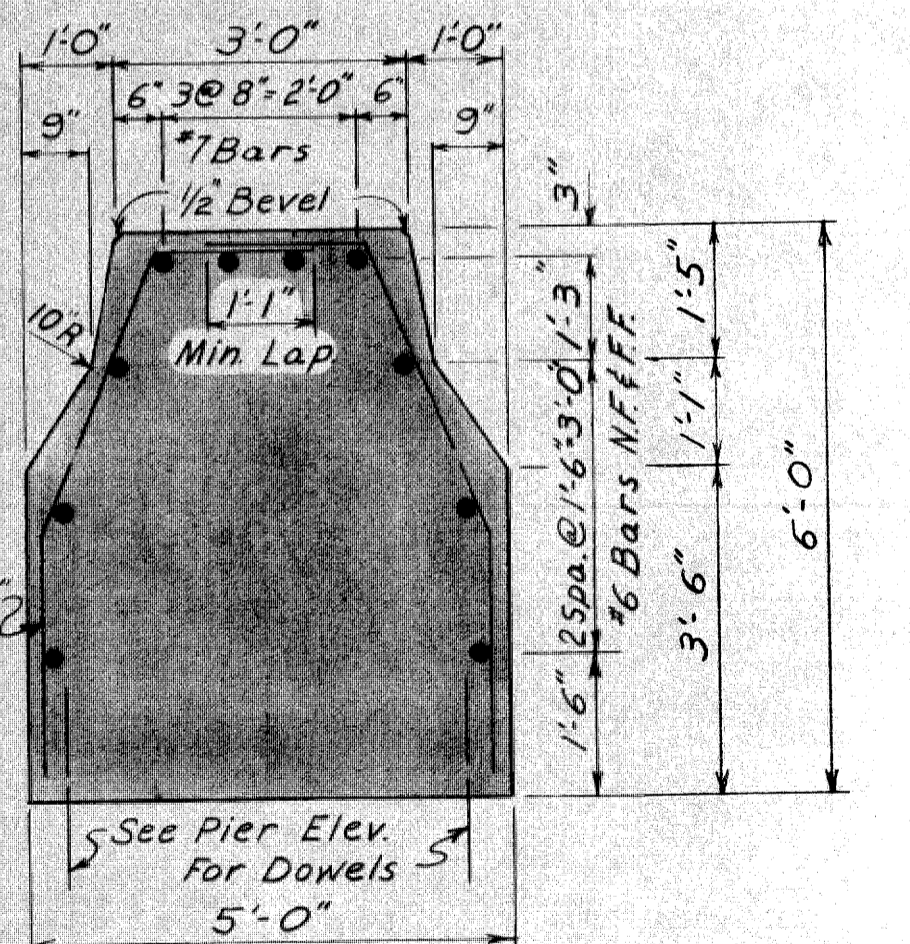 1'-0" 3'-0" 1'-0"
6" 3@ 8"=2'-0" 6"
9" 9"
#7 Bars
1/2" Bevel
3"
10"R
1'-1"
Min. Lap
1'-3"
2 Spa. @ 1'-6"=3'-0"
1'-6"
#6 Bars N.F. & F.F.
1'-5"
1'-1"
3'-6"
6'-0"
See Pier Elev.
For Dowels
5'-0"